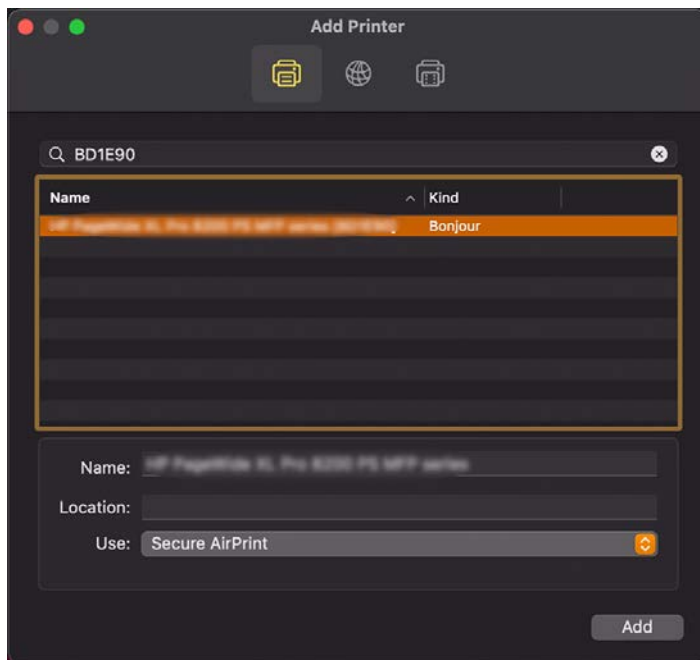 Add Printer
BD1E90
Name Kind
Bonjour
Name:
Location:
Use: Secure AirPrint
Add